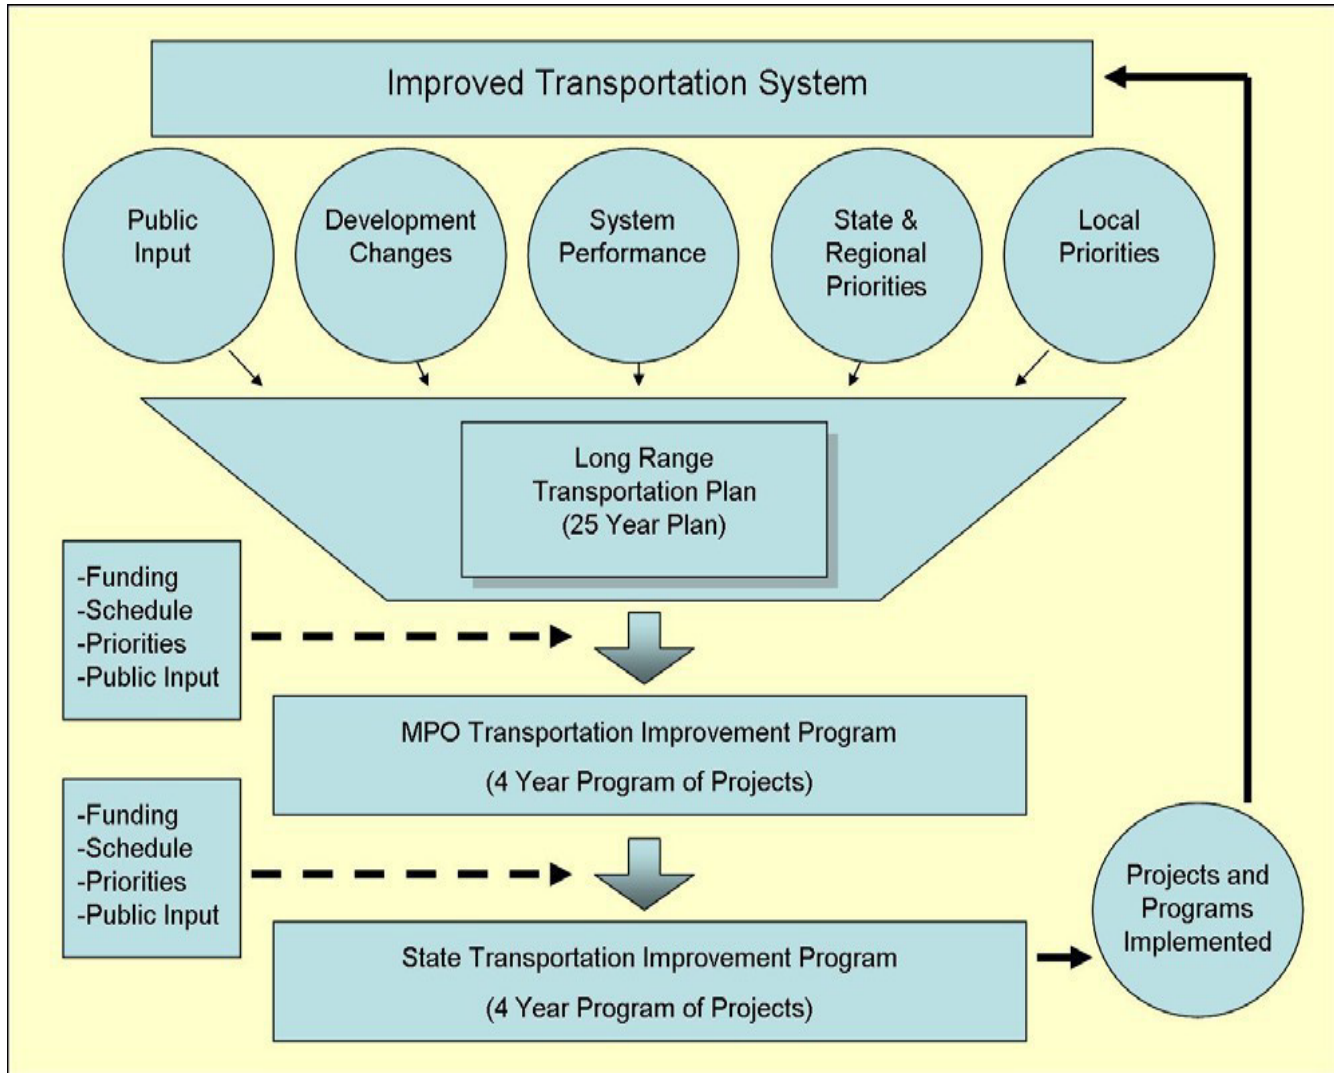 Improved Transportation System
Public
Input
Development
Changes
System
Performance
State &
Regional
Priorities
Local
Priorities
Long Range
Transportation Plan
(25 Year Plan)
-Funding
-Schedule
-Priorities
-Public Input
MPO Transportation Improvement Program
(4 Year Program of Projects)
-Funding
-Schedule
-Priorities
-Public Input
State Transportation Improvement Program
(4 Year Program of Projects)
Projects and
Programs
Implemented